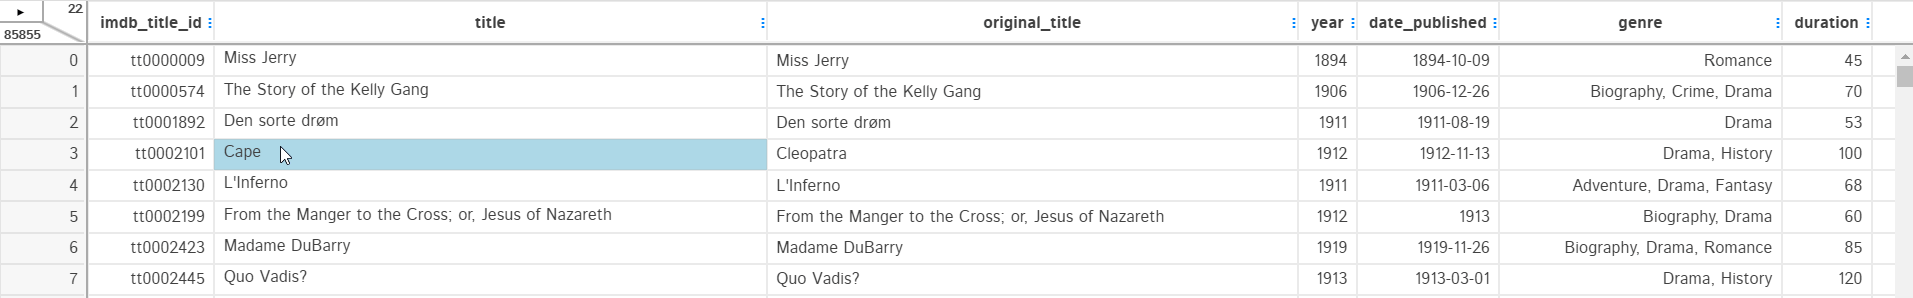 ▶ 22
85855
imdb_title_id title original_title year date_published genre duration
0 tt0000009 Miss Jerry Miss Jerry 1894 1894-10-09 Romance 45
1 tt0000574 The Story of the Kelly Gang The Story of the Kelly Gang 1906 1906-12-26 Biography, Crime, Drama 70
2 tt0001892 Den sorte drøm Den sorte drøm 1911 1911-08-19 Drama 53
3 tt0002101 Cape Cleopatra 1912 1912-11-13 Drama, History 100
4 tt0002130 L'Inferno L'Inferno 1911 1911-03-06 Adventure, Drama, Fantasy 68
5 tt0002199 From the Manger to the Cross; or, Jesus of Nazareth From the Manger to the Cross; or, Jesus of Nazareth 1912 1913 Biography, Drama 60
6 tt0002423 Madame DuBarry Madame DuBarry 1919 1919-11-26 Biography, Drama, Romance 85
7 tt0002445 Quo Vadis? Quo Vadis? 1913 1913-03-01 Drama, History 120